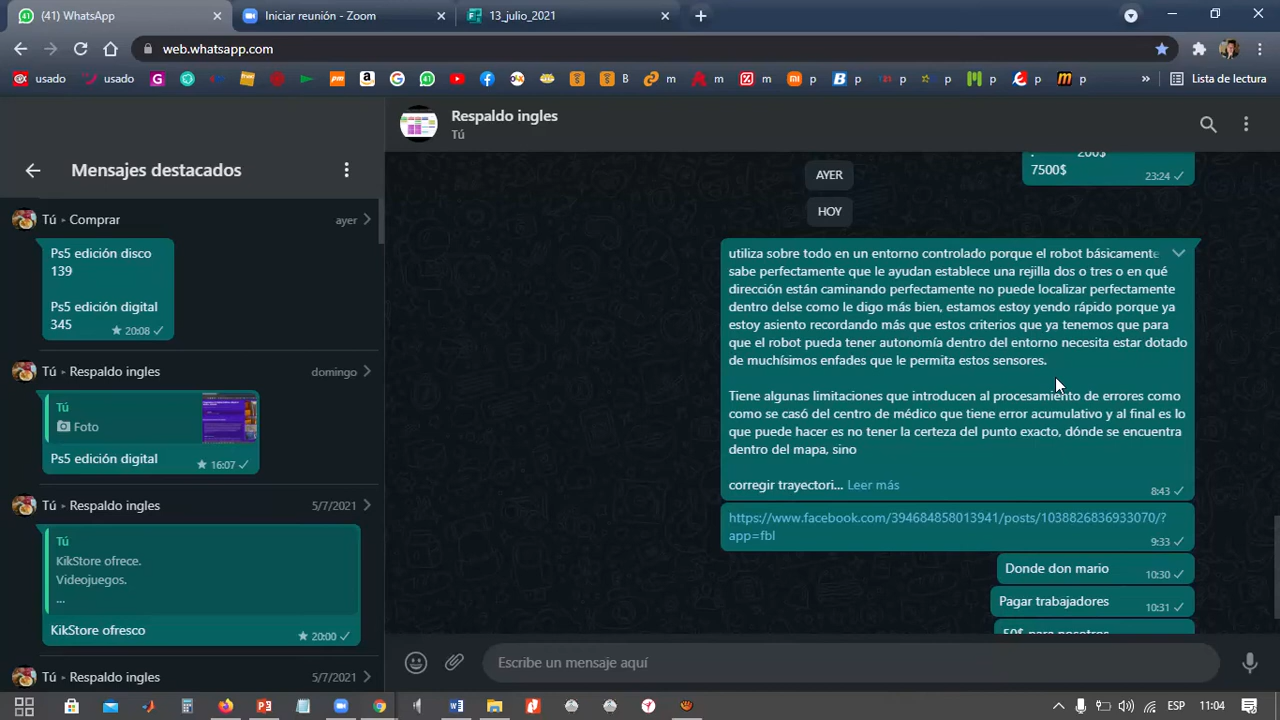 (41) WhatsApp
Iniciar reunión - Zoom
13_julio_2021
web.whatsapp.com
usado
usado
B
m
m
m
p
p
p
p
p
p
p
»
Lista de lectura
Mensajes destacados
Tú ▸ Comprar
ayer
Ps5 edición disco
139
Ps5 edición digital
345
20:08
Tú ▸ Respaldo ingles
domingo
Tú
Foto
Ps5 edición digital
16:07
Tú ▸ Respaldo ingles
5/7/2021
Tú
KikStore ofrece.
Videojuegos.
...
KikStore ofresco
20:00
Tú ▸ Respaldo ingles
5/7/2021
Respaldo ingles
Tú
. 200$
7500$
23:24
AYER
HOY
utiliza sobre todo en un entorno controlado porque el robot básicamente
sabe perfectamente que le ayudan establece una rejilla dos o tres o en qué
dirección están caminando perfectamente no puede localizar perfectamente
dentro delse como le digo más bien, estamos estoy yendo rápido porque ya
estoy asiento recordando más que estos criterios que ya tenemos que para
que el robot pueda tener autonomía dentro del entorno necesita estar dotado
de muchísimos enfades que le permita estos sensores.
Tiene algunas limitaciones que introducen al procesamiento de errores como
como se casó del centro de médico que tiene error acumulativo y al final es lo
que puede hacer es no tener la certeza del punto exacto, dónde se encuentra
dentro del mapa, sino
corregir trayectori... Leer más
8:43
https://www.facebook.com/394684858013941/posts/1038826836933070/?
app=fbl
9:33
Donde don mario
10:30
Pagar trabajadores
10:31
50$ para nosotros
Escribe un mensaje aquí
ESP
11:04